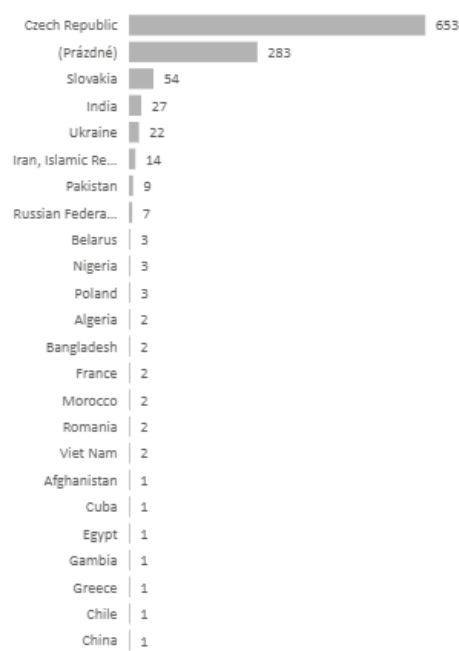 Czech Republic 653
(Prázdné) 283
Slovakia 54
India 27
Ukraine 22
Iran, Islamic Re... 14
Pakistan 9
Russian Federa... 7
Belarus 3
Nigeria 3
Poland 3
Algeria 2
Bangladesh 2
France 2
Morocco 2
Romania 2
Viet Nam 2
Afghanistan 1
Cuba 1
Egypt 1
Gambia 1
Greece 1
Chile 1
China 1